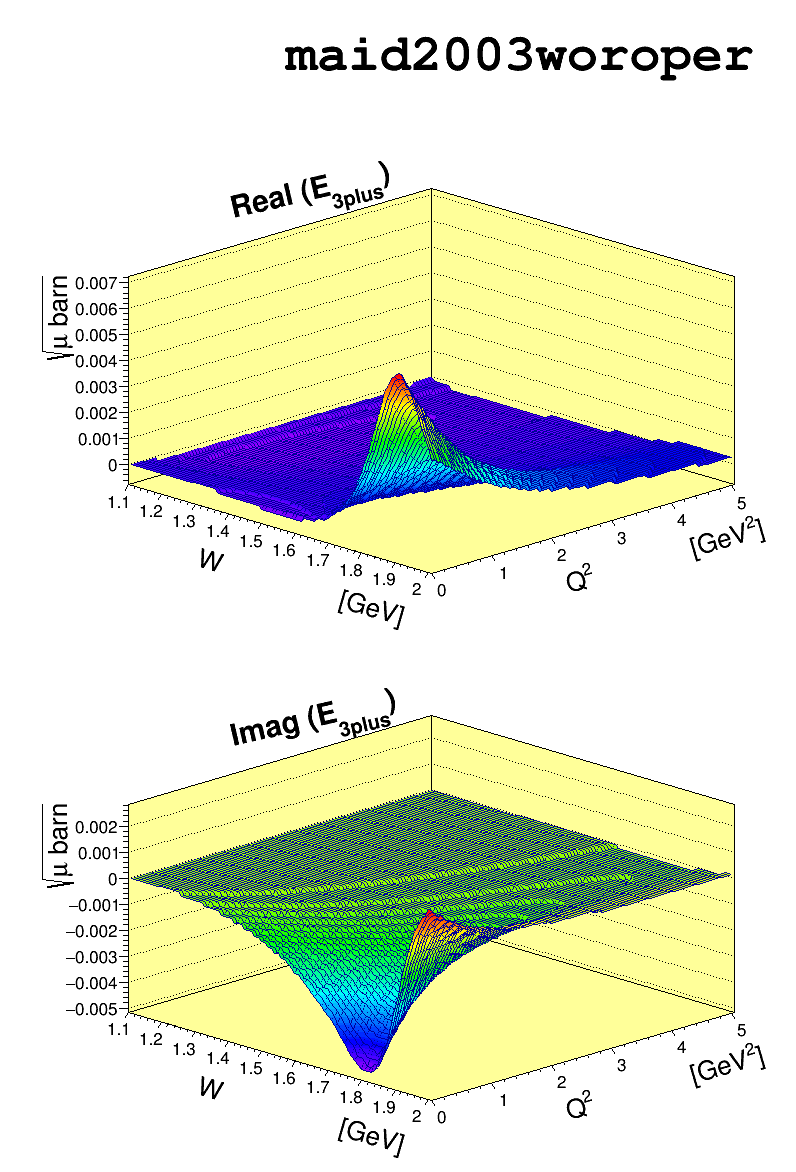 maid2003woroper
Real (E3plus)
√μ barn
0.007
0.006
0.005
0.004
0.003
0.002
0.001
0
1.1 1.2 1.3 1.4 1.5 1.6 1.7 1.8 1.9 2
W
[GeV]
0 1 2 3 4 5
Q²
[GeV²]
Imag (E3plus)
√μ barn
0.002
0.001
0
−0.001
−0.002
−0.003
−0.004
−0.005
1.1 1.2 1.3 1.4 1.5 1.6 1.7 1.8 1.9 2
W
[GeV]
0 1 2 3 4 5
Q²
[GeV²]